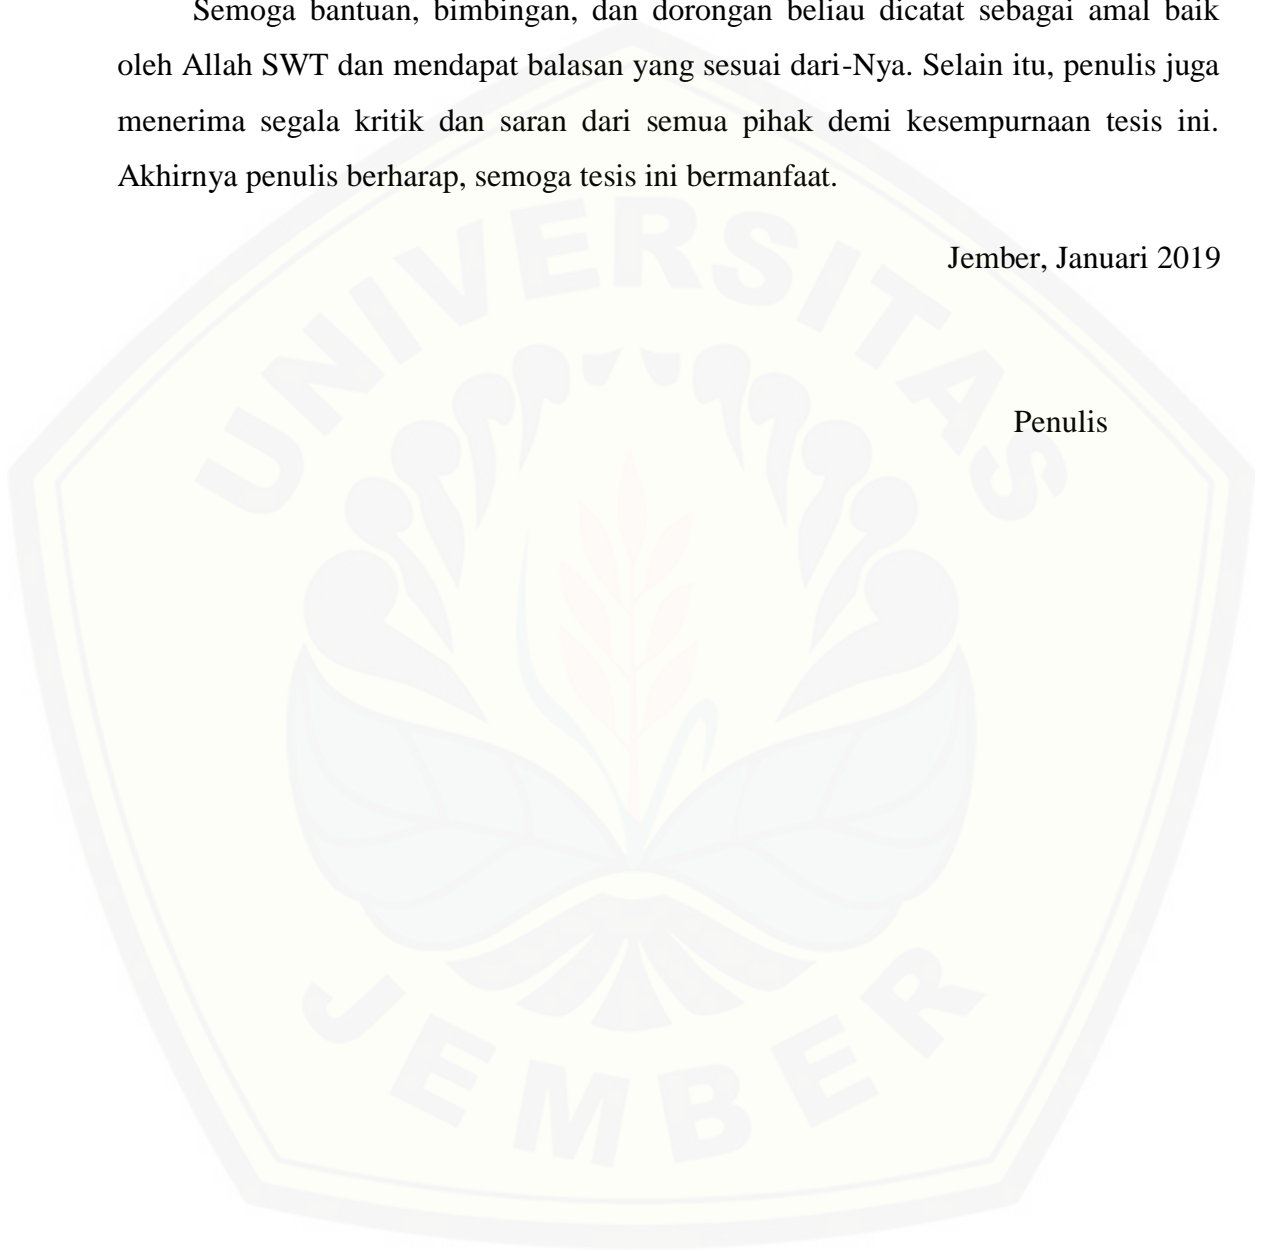 Semoga bantuan, bimbingan, dan dorongan beliau dicatat sebagai amal baik
oleh Allah SWT dan mendapat balasan yang sesuai dari-Nya. Selain itu, penulis juga
menerima segala kritik dan saran dari semua pihak demi kesempurnaan tesis ini.
Akhirnya penulis berharap, semoga tesis ini bermanfaat.
Jember, Januari 2019
Penulis
UNIVERSITAS
JEMBER